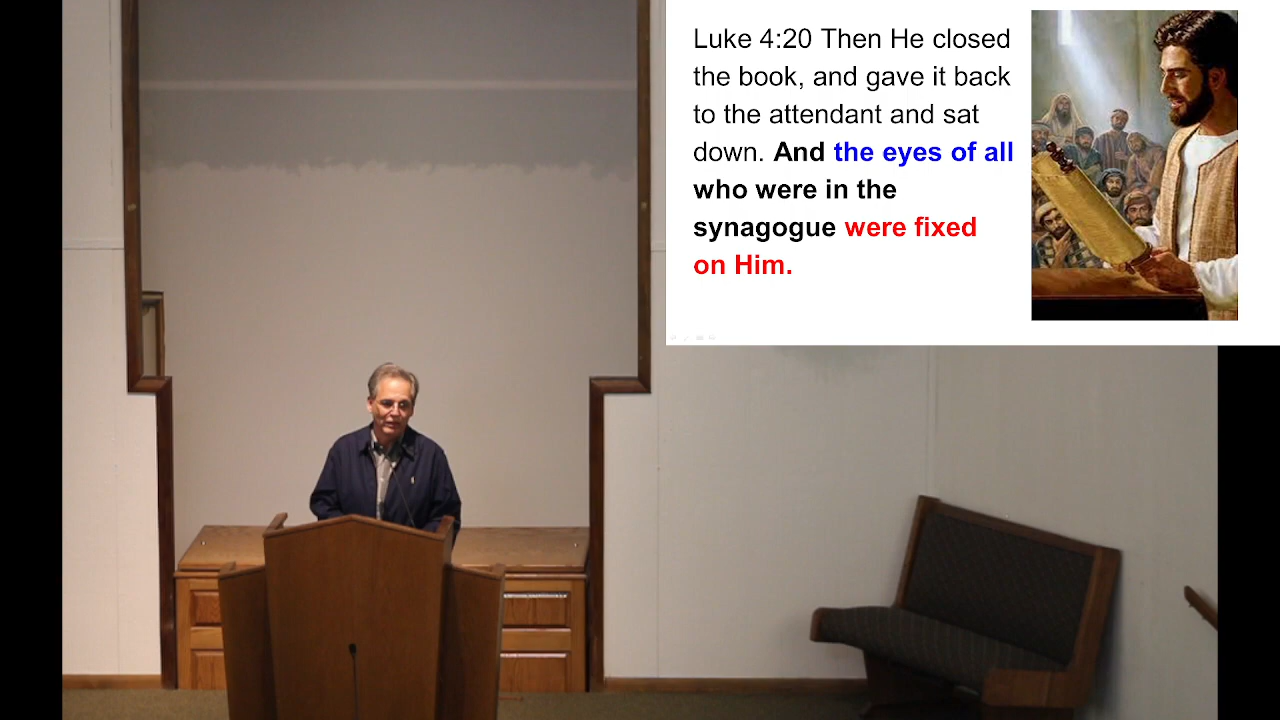 Luke 4:20 Then He closed
the book, and gave it back
to the attendant and sat
down. And the eyes of all
who were in the
synagogue were fixed
on Him.